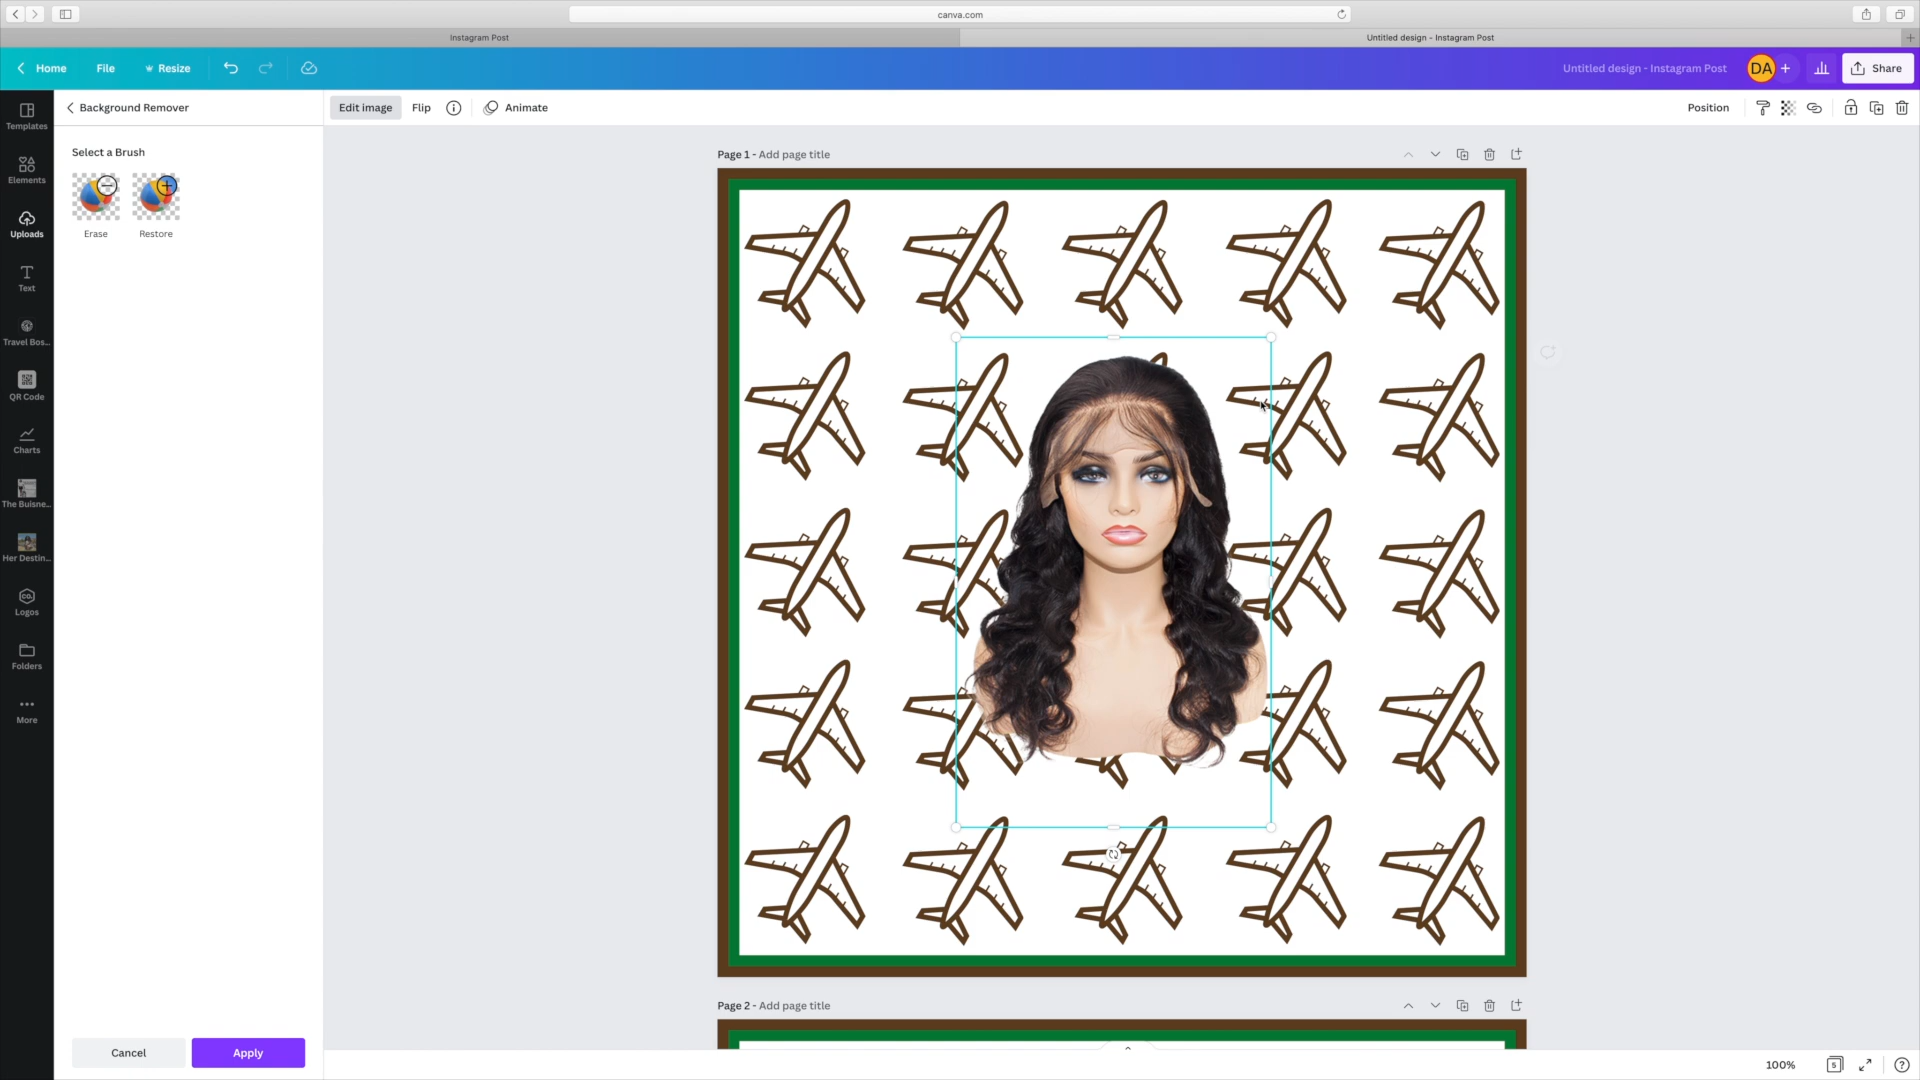 canva.com
Instagram Post
Untitled design - Instagram Post
Home
File
Resize
Untitled design - Instagram Post
DA
+
Share
Background Remover
Edit image
Flip
Animate
Position
Templates
Elements
Uploads
Text
Travel Bos...
QR Code
Charts
The Buisne...
Her Destin...
Logos
Folders
More
Select a Brush
Erase
Restore
Page 1 - Add page title
Page 2 - Add page title
Cancel
Apply
100%
5
?
CO.